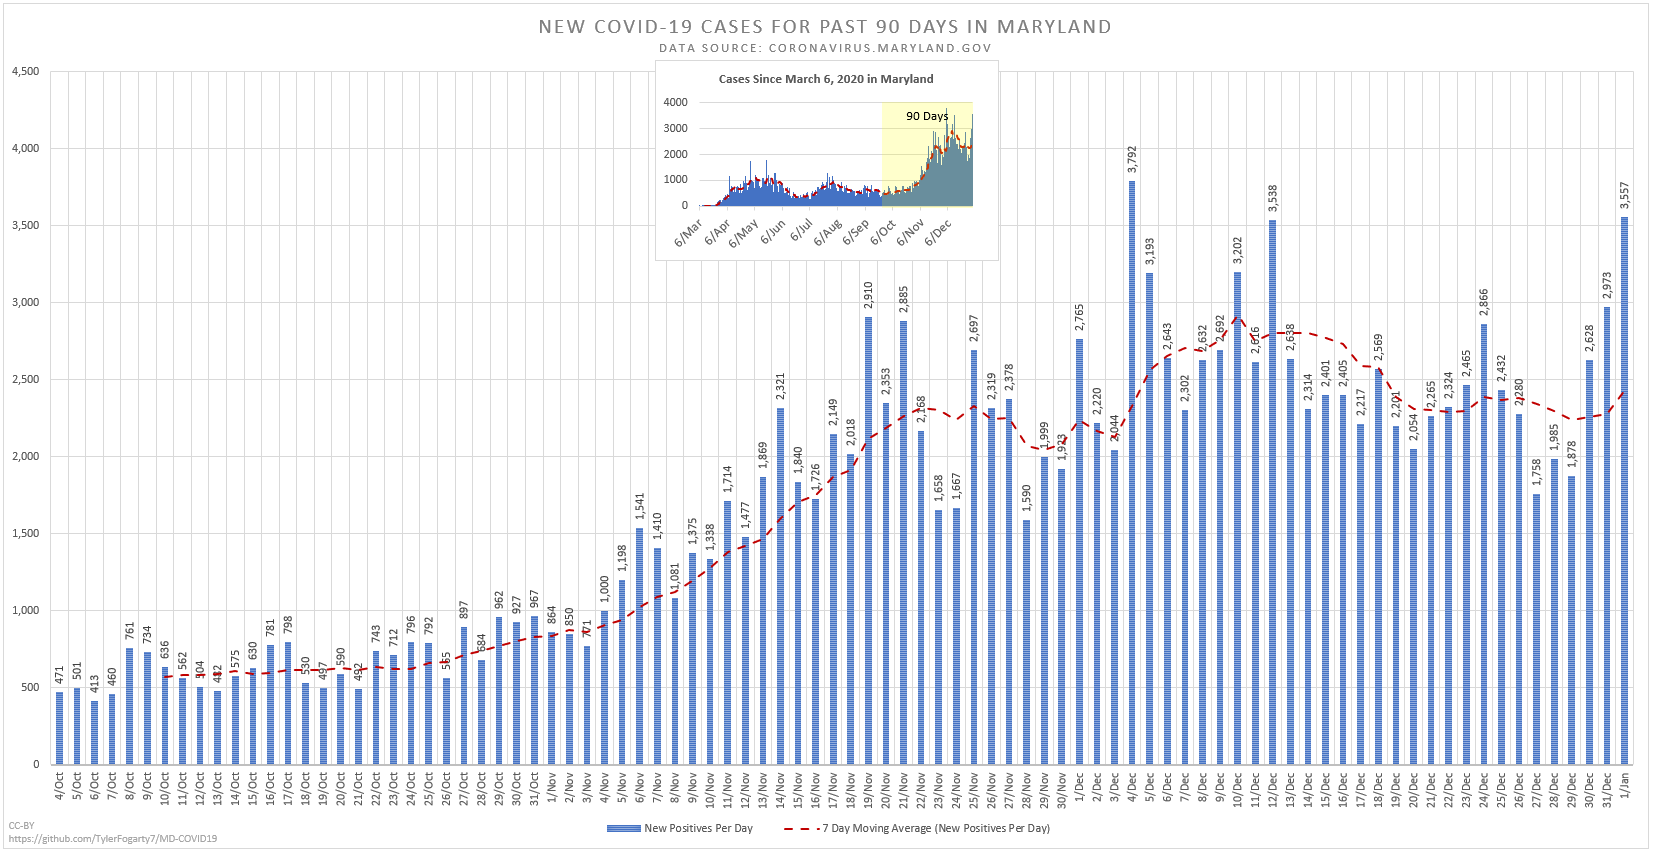 NEW COVID-19 CASES FOR PAST 90 DAYS IN MARYLAND
DATA SOURCE: CORONAVIRUS.MARYLAND.GOV
Cases Since March 6, 2020 in Maryland
90 Days
4000
3000
2000
1000
0
6/Mar 6/Apr 6/May 6/Jun 6/Jul 6/Aug 6/Sep 6/Oct 6/Nov 6/Dec
4,500
4,000
3,500
3,000
2,500
2,000
1,500
1,000
500
0
471 501 413 460 761 734 636 562 504 482 575 630 781 798 530 497 590 492 743 712 796 792 565 897 684 962 927 967 864 850 771 1,000 1,198 1,541 1,410 1,081 1,375 1,338 1,714 1,477 1,869 2,321 1,840 1,726 2,149 2,018 2,910 2,353 2,885 2,168 1,658 1,667 2,697 2,319 2,378 1,590 1,999 1,923 2,765 2,220 2,044 3,792 3,193 2,643 2,302 2,632 2,692 3,202 2,616 3,538 2,638 2,314 2,401 2,405 2,217 2,569 2,201 2,054 2,265 2,324 2,465 2,866 2,432 2,280 1,758 1,985 1,878 2,628 2,973 3,557
4/Oct 5/Oct 6/Oct 7/Oct 8/Oct 9/Oct 10/Oct 11/Oct 12/Oct 13/Oct 14/Oct 15/Oct 16/Oct 17/Oct 18/Oct 19/Oct 20/Oct 21/Oct 22/Oct 23/Oct 24/Oct 25/Oct 26/Oct 27/Oct 28/Oct 29/Oct 30/Oct 31/Oct 1/Nov 2/Nov 3/Nov 4/Nov 5/Nov 6/Nov 7/Nov 8/Nov 9/Nov 10/Nov 11/Nov 12/Nov 13/Nov 14/Nov 15/Nov 16/Nov 17/Nov 18/Nov 19/Nov 20/Nov 21/Nov 22/Nov 23/Nov 24/Nov 25/Nov 26/Nov 27/Nov 28/Nov 29/Nov 30/Nov 1/Dec 2/Dec 3/Dec 4/Dec 5/Dec 6/Dec 7/Dec 8/Dec 9/Dec 10/Dec 11/Dec 12/Dec 13/Dec 14/Dec 15/Dec 16/Dec 17/Dec 18/Dec 19/Dec 20/Dec 21/Dec 22/Dec 23/Dec 24/Dec 25/Dec 26/Dec 27/Dec 28/Dec 29/Dec 30/Dec 31/Dec 1/Jan
New Positives Per Day 7 Day Moving Average (New Positives Per Day)
CC-BY
https://github.com/TylerFogarty7/MD-COVID19